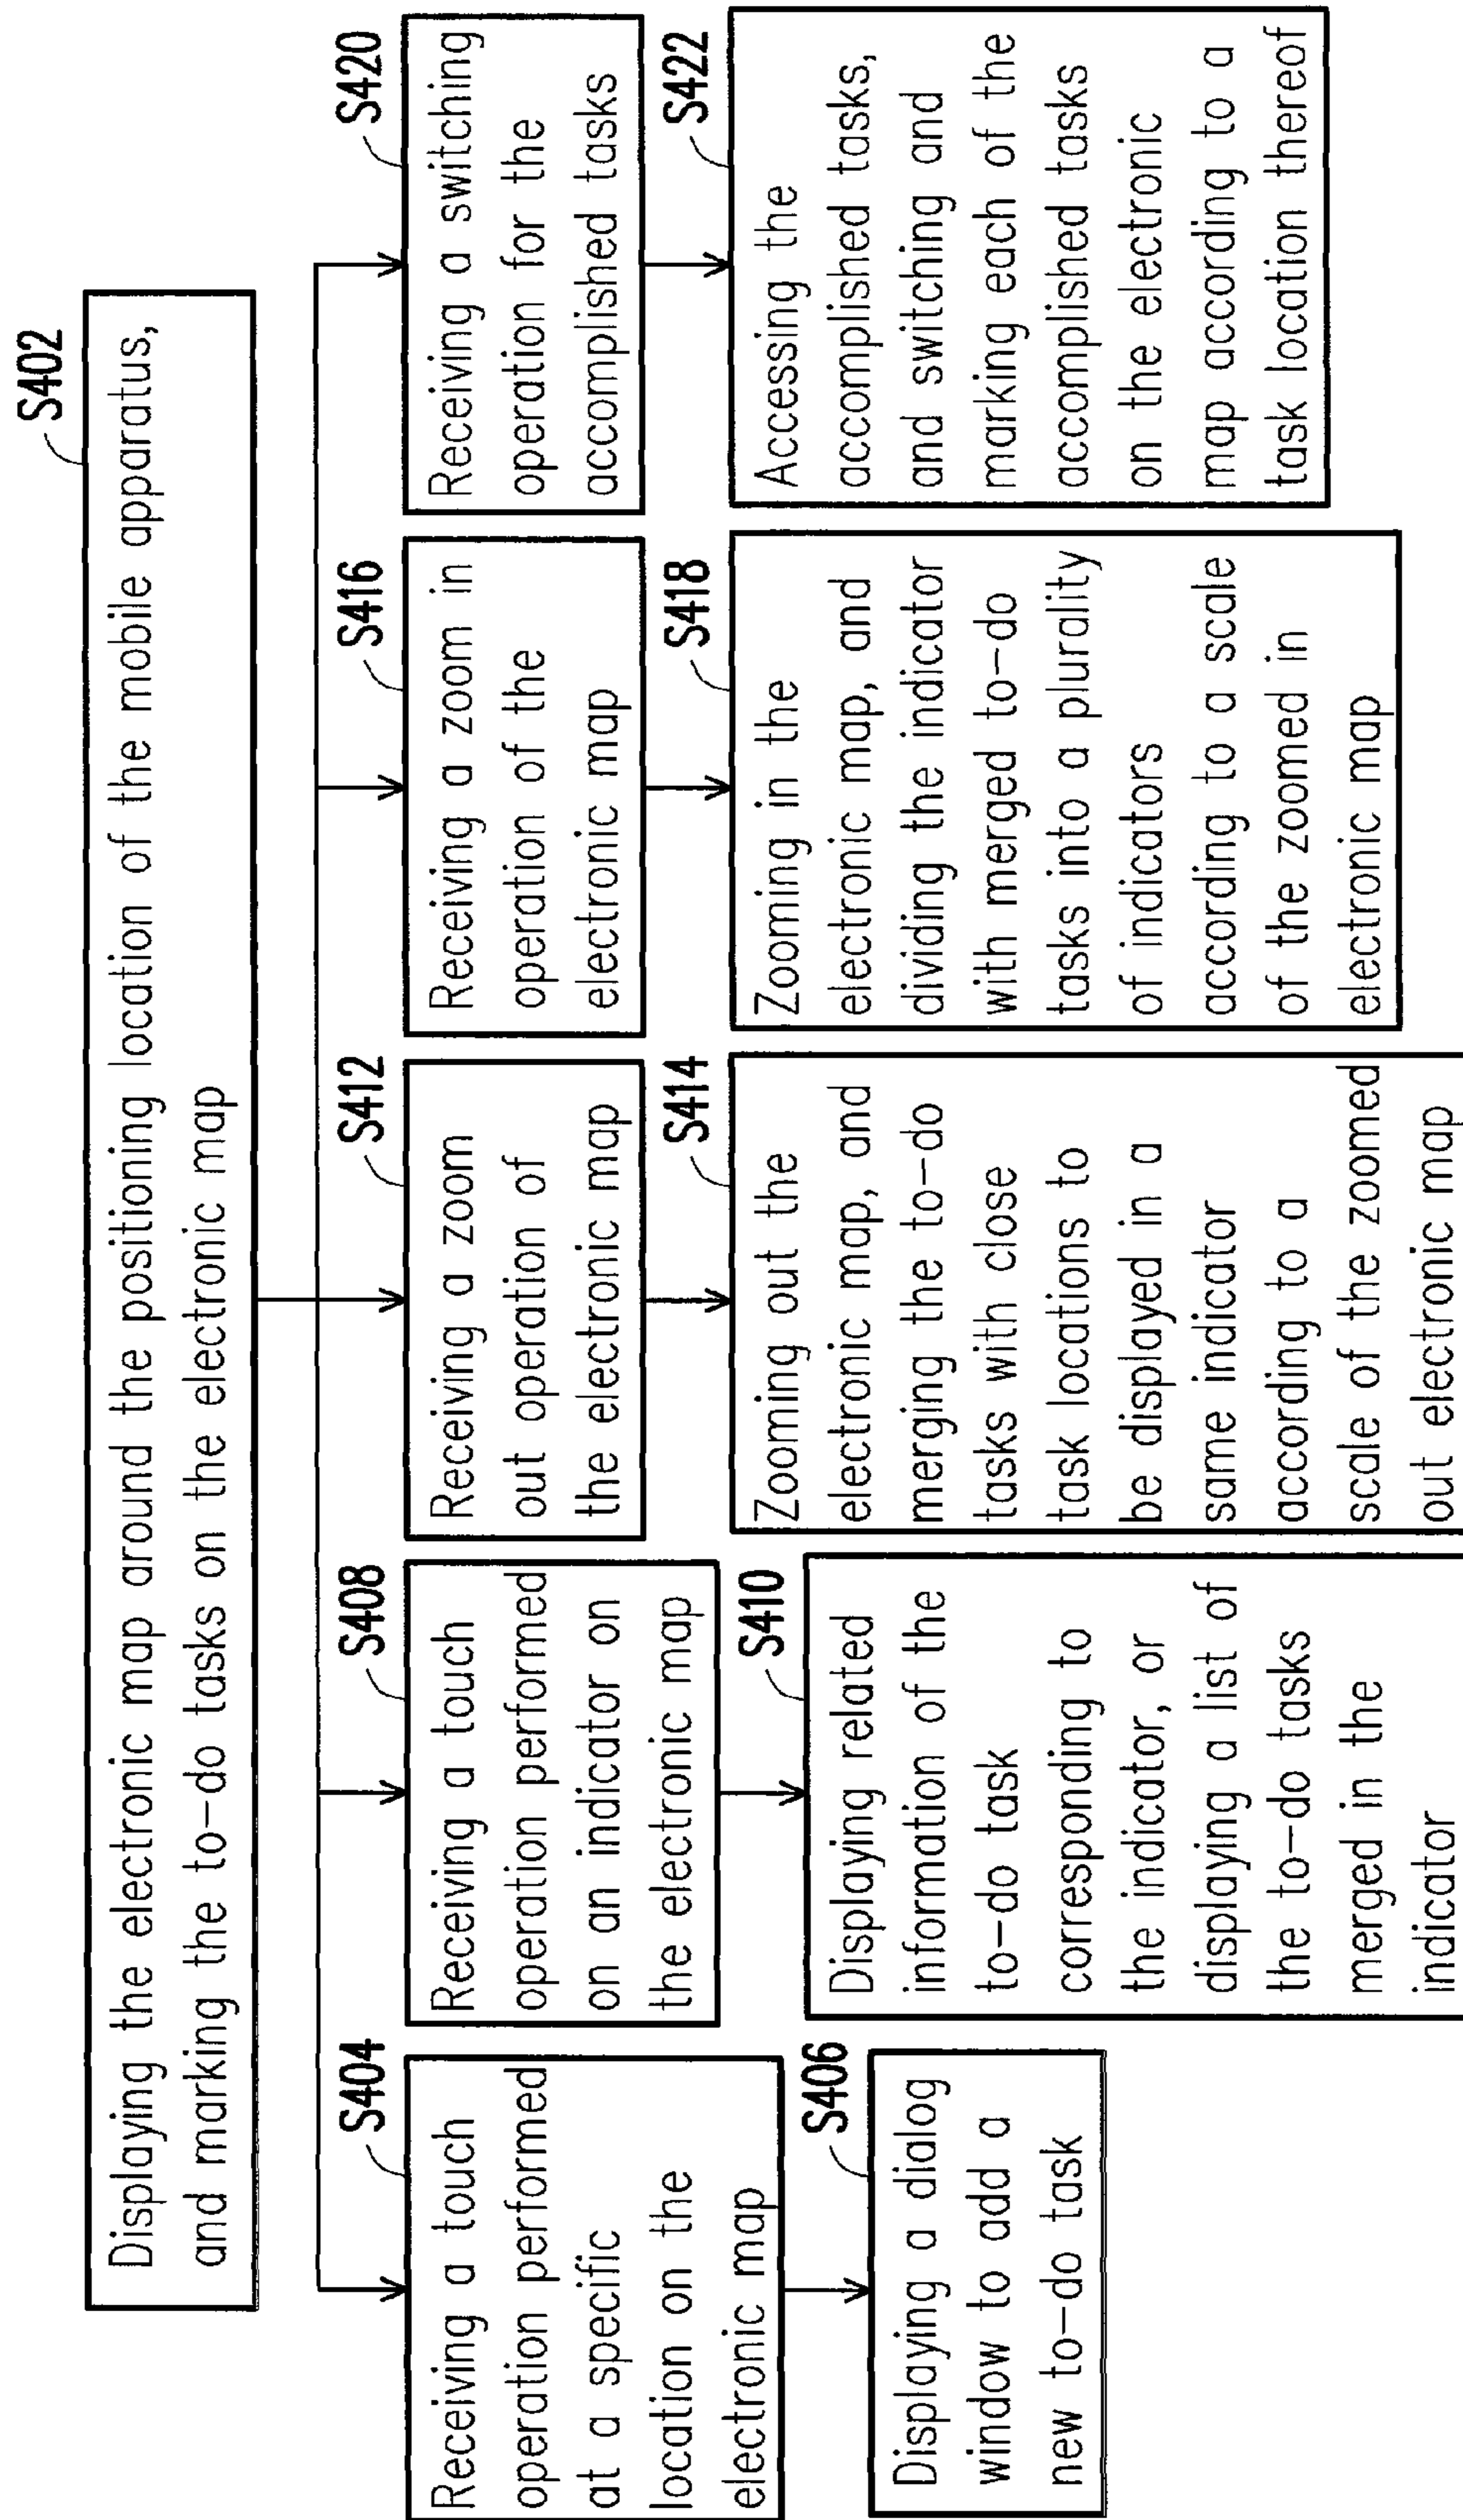 S402
Displaying the electronic map around the positioning location of the mobile apparatus,
and marking the to-do tasks on the electronic map
S404
Receiving a touch
operation performed
at a specific
location on the
electronic map
S406
Displaying a dialog
window to add a
new to-do task
S408
Receiving a touch
operation performed
on an indicator on
the electronic map
S410
Displaying related
information of the
to-do task
corresponding to
the indicator, or
displaying a list of
the to-do tasks
merged in the
indicator
S412
Receiving a zoom
out operation of
the electronic map
S414
Zooming out the
electronic map, and
merging the to-do
tasks with close
task locations to
be displayed in a
same indicator
according to a
scale of the zoomed
out electronic map
S416
Receiving a zoom in
operation of the
electronic map
S418
Zooming in the
electronic map, and
dividing the indicator
with merged to-do
tasks into a plurality
of indicators
according to a scale
of the zoomed in
electronic map
S420
Receiving a switching
operation for the
accomplished tasks
S422
Accessing the
accomplished tasks,
and switching and
marking each of the
accomplished tasks
on the electronic
map according to a
task location thereof